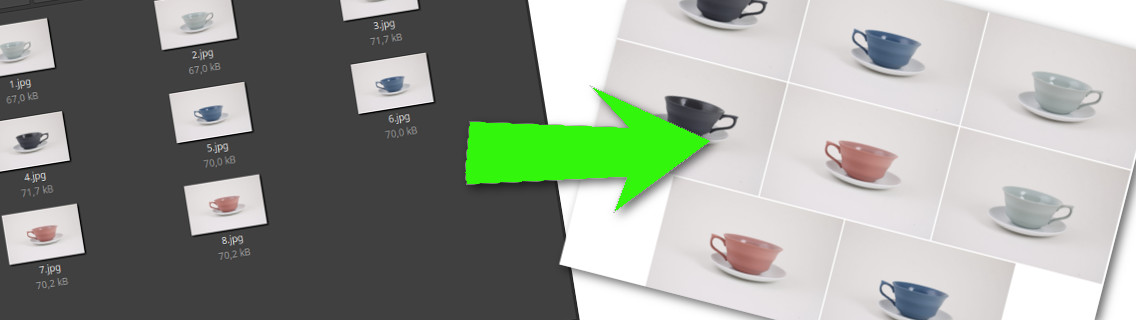 1.jpg
67,0 kB
2.jpg
67,0 kB
3.jpg
71,7 kB
4.jpg
71,7 kB
5.jpg
70,0 kB
6.jpg
70,0 kB
7.jpg
70,2 kB
8.jpg
70,2 kB